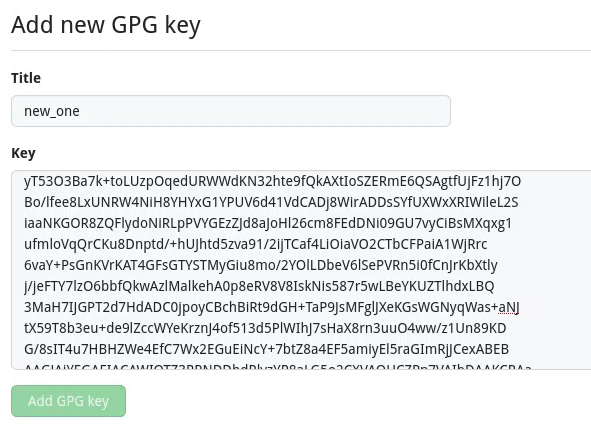 Add new GPG key
Title
new_one
Key
yT53O3Ba7k+toLUzpOqedURWWdKN32hte9fQkAXtIoSZERmE6QSAgtfUjFz1hj7O
Bo/lfee8LxUNRW4NiH8YHYxG1YPUV6d41VdCADj8WirADDsSYfUXWxXRIWileL2S
iaaNKGOR8ZQFlydoNiRLpPVYGEzZJd8aJoHl26cm8FEdDNi09GU7vyCiBsMXqxg1
ufmloVqQrCKu8Dnptd/+hUJhtd5zva91/2ijTCaf4LiOiaVO2CTbCFPaiA1WjRrc
6vaY+PsGnKVrKAT4GFsGTYSTMyGiu8mo/2YOlLDbeV6lSePVRn5i0fCnJrKbXtly
j/jeFTY7lzO6bbfQkwAzlMalkehA0p8eRV8V8IskNis587r5wLBeYKUZTlhdxLBQ
3MaH7IJGPT2d7HdADC0jpoyCBchBiRt9dGH+TaP9JsMFglJXeKGsWGNyqWas+aNJ
tX59T8b3eu+de9lZccWYeKrznJ4of513d5PlWIhJ7sHaX8rn3uuO4ww/z1Un89KD
G/8sIT4u7HBHZWe4EfC7Wx2EGuEiNcY+7btZ8a4EF5amiyEl5raGImRjJCexABEB
Add GPG key